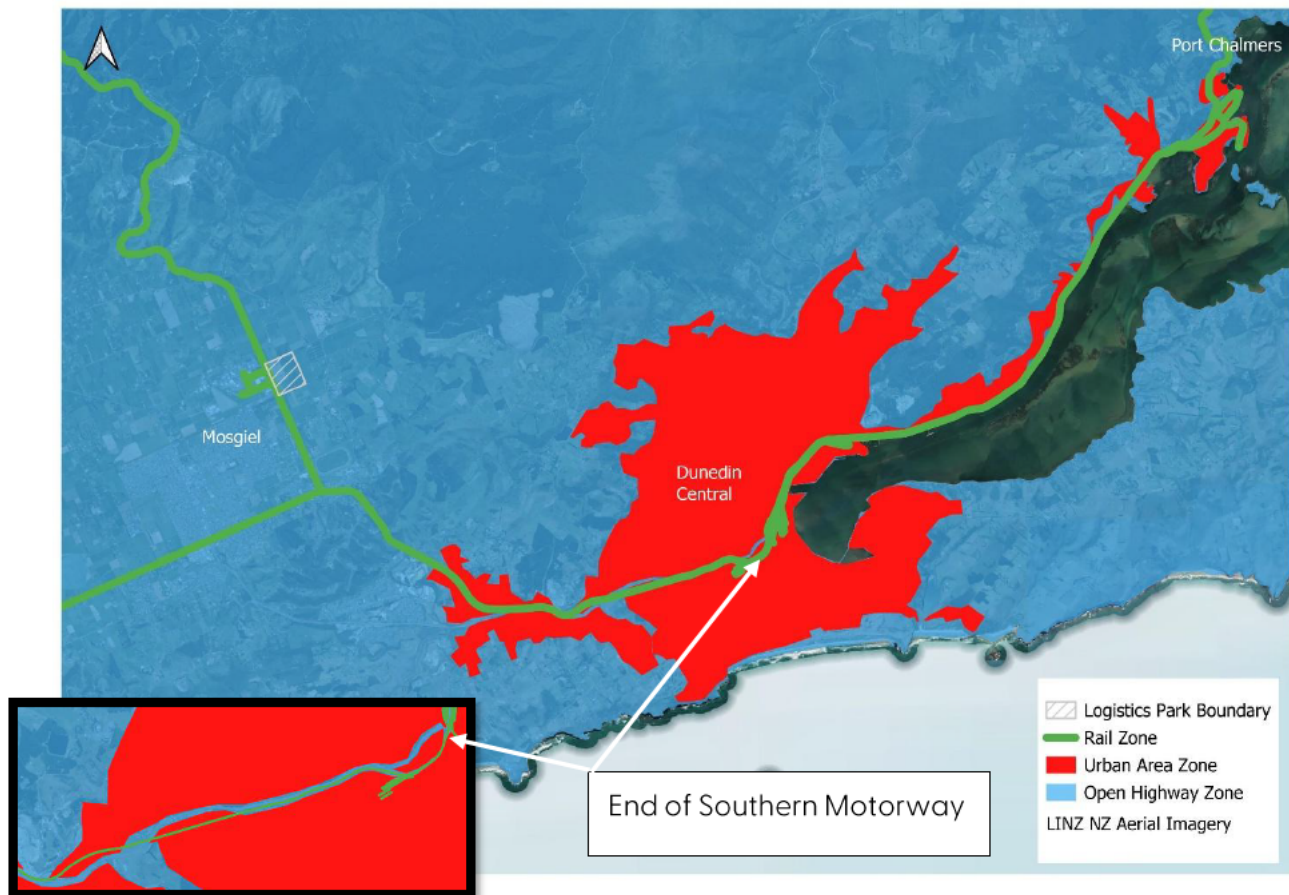 Port Chalmers
Mosgiel
Dunedin
Central
Logistics Park Boundary
Rail Zone
Urban Area Zone
Open Highway Zone
LINZ NZ Aerial Imagery
End of Southern Motorway